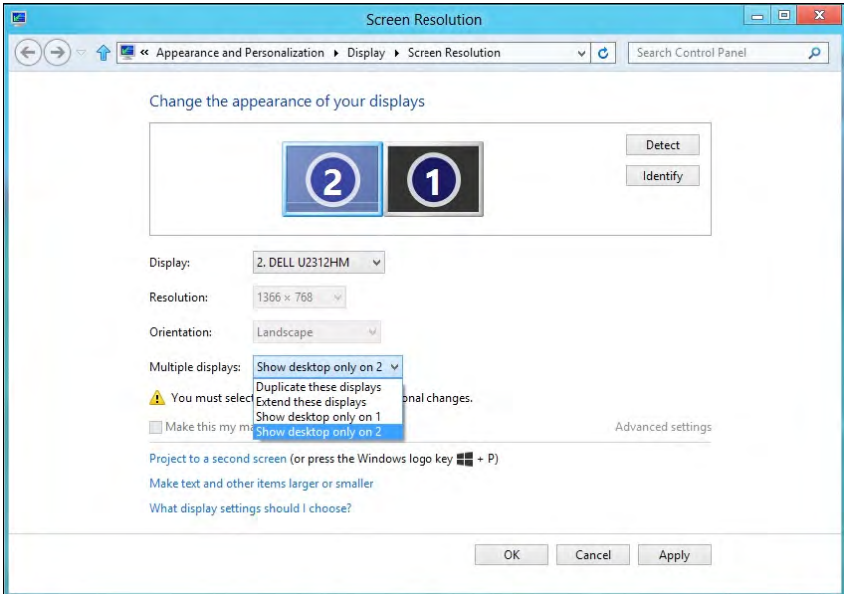 Screen Resolution
« Appearance and Personalization ▸ Display ▸ Screen Resolution
Search Control Panel
Change the appearance of your displays
2 1
Detect
Identify
Display: 2. DELL U2312HM
Resolution: 1366 × 768
Orientation: Landscape
Multiple displays: Show desktop only on 2
Duplicate these displays
You must select onal changes.
Extend these displays
Show desktop only on 1
Make this my ma Advanced settings
Show desktop only on 2
Project to a second screen (or press the Windows logo key + P)
Make text and other items larger or smaller
What display settings should I choose?
OK Cancel Apply